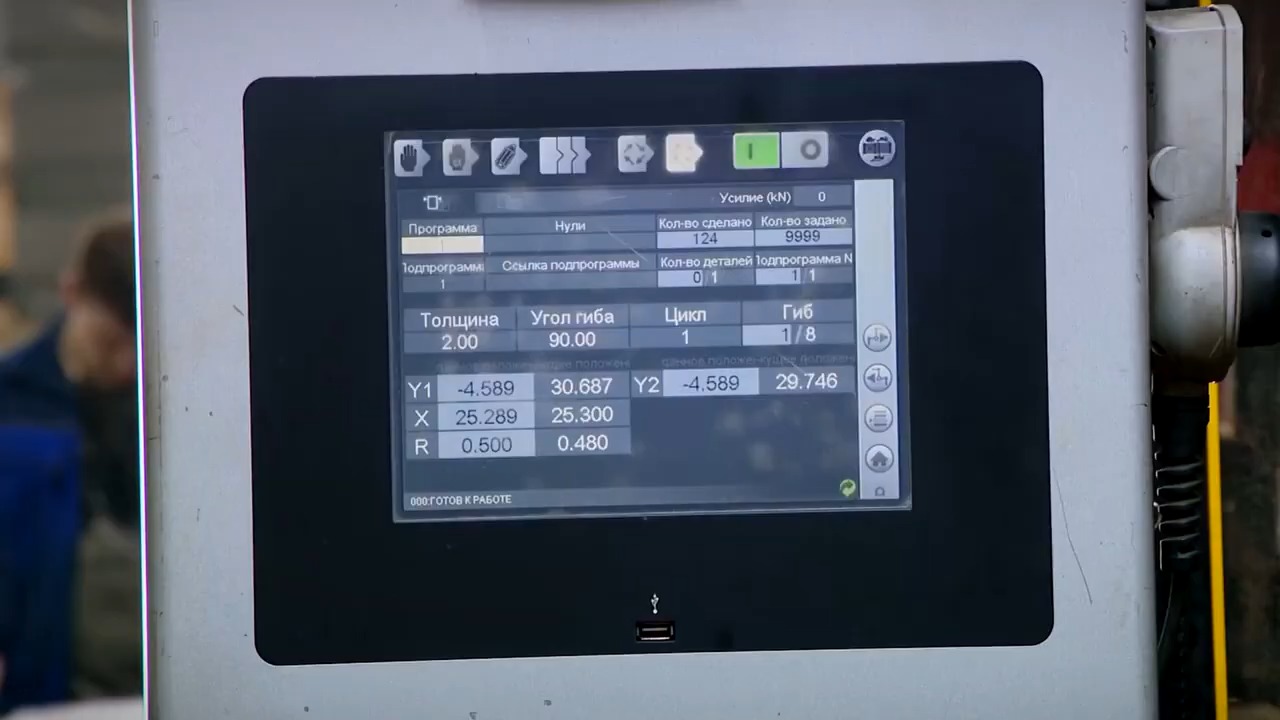 Усилие (kN) 0
Программа Нули Кол-во сделано Кол-во задано
1 124 9999
Подпрограмм Ссылка подпрограммы Кол-во деталей Подпрограмма N
1 0/1 1/1
Толщина Угол гиба Цикл Гиб
2.00 90.00 1 1/8
Y1 -4.589 30.687 Y2 -4.589 29.746
X 25.289 25.300
R 0.500 0.480
000:ГОТОВ К РАБОТЕ